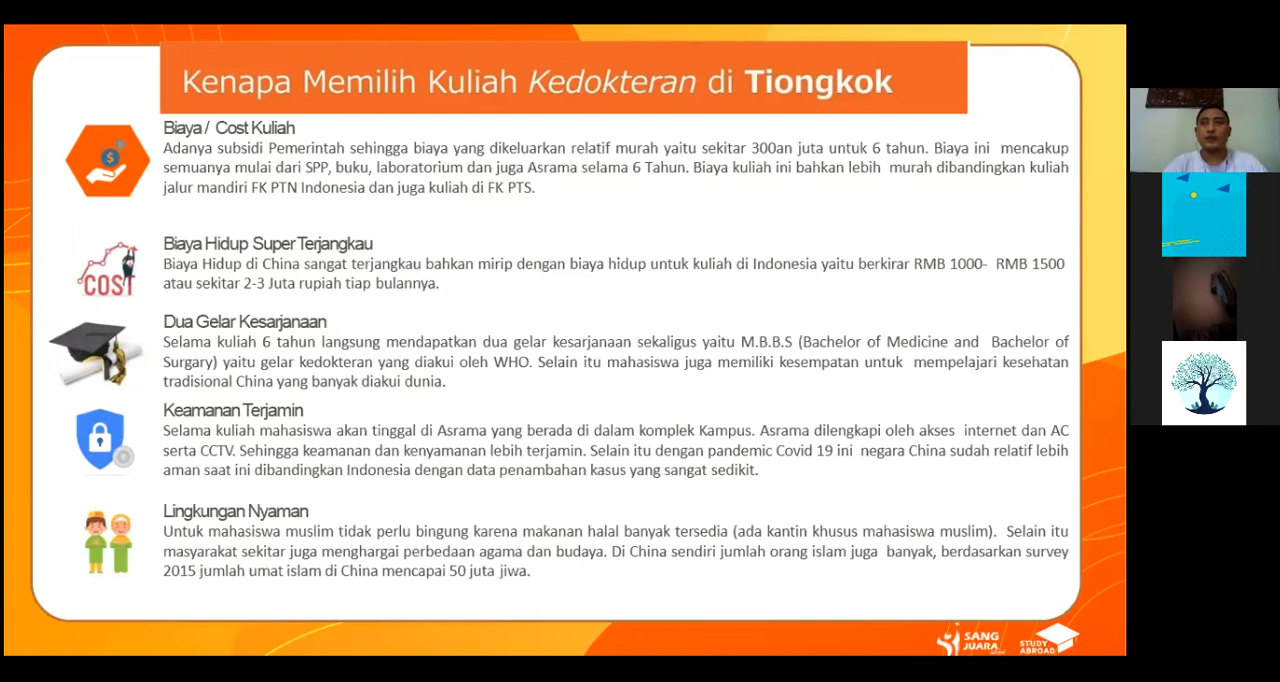 Kenapa Memilih Kuliah Kedokteran di Tiongkok
Biaya / Cost Kuliah
Adanya subsidi Pemerintah sehingga biaya yang dikeluarkan relatif murah yaitu sekitar 300an juta untuk 6 tahun. Biaya ini mencakup
semuanya mulai dari SPP, buku, laboratorium dan juga Asrama selama 6 Tahun. Biaya kuliah ini bahkan lebih murah dibandingkan kuliah
jalur mandiri FK PTN Indonesia dan juga kuliah di FK PTS.
COST
Biaya Hidup Super Terjangkau
Biaya Hidup di China sangat terjangkau bahkan mirip dengan biaya hidup untuk kuliah di Indonesia yaitu berkirar RMB 1000- RMB 1500
atau sekitar 2-3 Juta rupiah tiap bulannya.
Dua Gelar Kesarjanaan
Selama kuliah 6 tahun langsung mendapatkan dua gelar kesarjanaan sekaligus yaitu M.B.B.S (Bachelor of Medicine and Bachelor of
Surgary) yaitu gelar kedokteran yang diakui oleh WHO. Selain itu mahasiswa juga memiliki kesempatan untuk mempelajari kesehatan
tradisional China yang banyak diakui dunia.
Keamanan Terjamin
Selama kuliah mahasiswa akan tinggal di Asrama yang berada di dalam komplek Kampus. Asrama dilengkapi oleh akses internet dan AC
serta CCTV. Sehingga keamanan dan kenyamanan lebih terjamin. Selain itu dengan pandemic Covid 19 ini negara China sudah relatif lebih
aman saat ini dibandingkan Indonesia dengan data penambahan kasus yang sangat sedikit.
Lingkungan Nyaman
Untuk mahasiswa muslim tidak perlu bingung karena makanan halal banyak tersedia (ada kantin khusus mahasiswa muslim). Selain itu
masyarakat sekitar juga menghargai perbedaan agama dan budaya. Di China sendiri jumlah orang islam juga banyak, berdasarkan survey
2015 jumlah umat islam di China mencapai 50 juta jiwa.
SANG
JUARA
STUDY
ABROAD